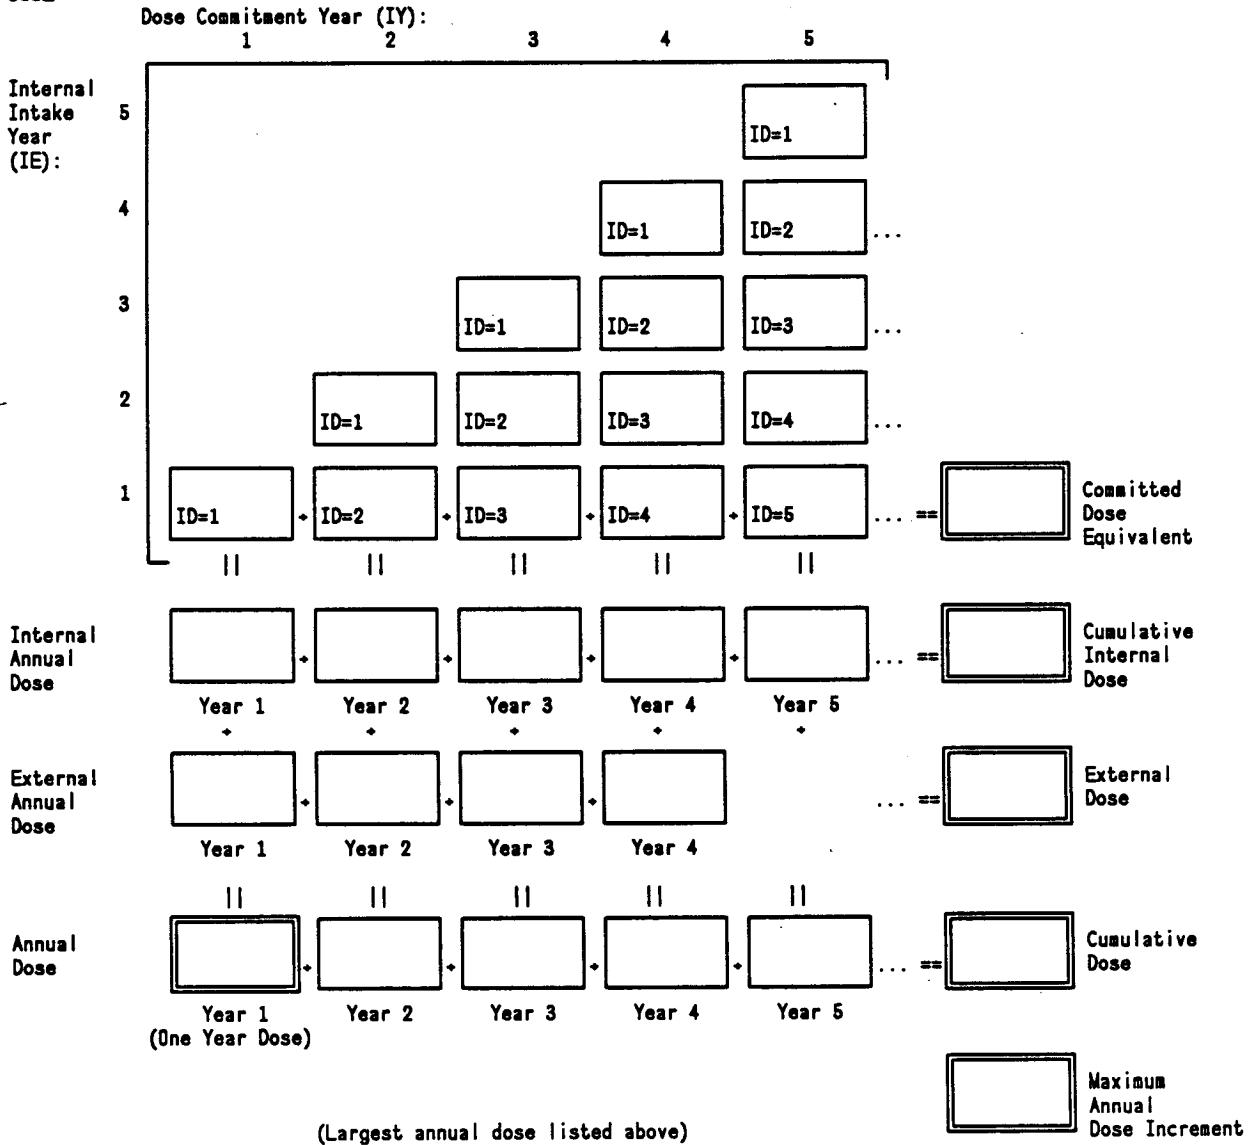 Dose Commitment Year (IY):
1 2 3 4 5
Internal
Intake
Year
(IE):
5
ID=1
4
ID=1 ID=2 ...
3
ID=1 ID=2 ID=3 ...
2
ID=1 ID=2 ID=3 ID=4 ...
1
ID=1 + ID=2 + ID=3 + ID=4 + ID=5 ... ==
Committed
Dose
Equivalent
|| || || || ||
Internal
Annual
Dose
+ + + + ... ==
Cumulative
Internal
Dose
Year 1 Year 2 Year 3 Year 4 Year 5
+ + + + +
External
Annual
Dose
+ + + ... ==
External
Dose
Year 1 Year 2 Year 3 Year 4
|| || || || ||
Annual
Dose
+ + + + ... ==
Cumulative
Dose
Year 1 Year 2 Year 3 Year 4 Year 5
(One Year Dose)
Maximum
Annual
Dose Increment
(Largest annual dose listed above)